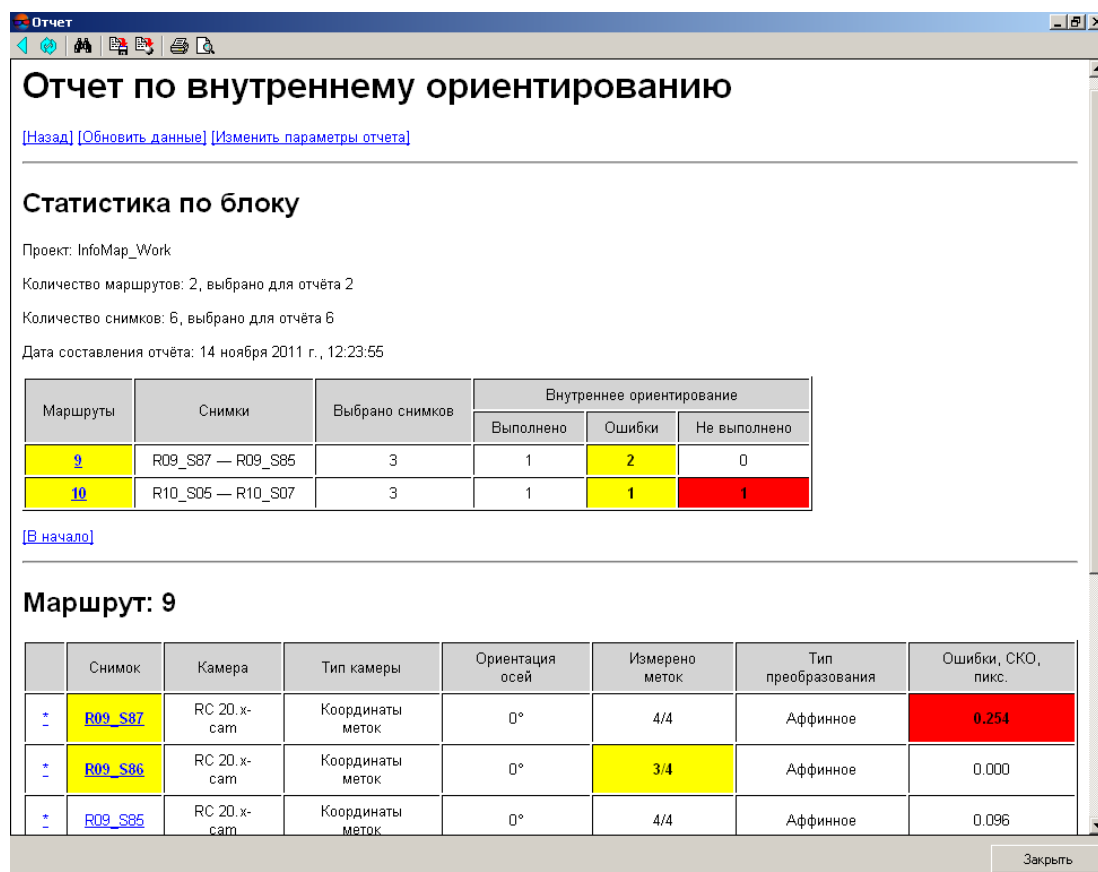 Отчет
Отчет по внутреннему ориентированию
[Назад] [Обновить данные] [Изменить параметры отчета]
Статистика по блоку
Проект: InfoMap_Work
Количество маршрутов: 2, выбрано для отчёта 2
Количество снимков: 6, выбрано для отчёта 6
Дата составления отчёта: 14 ноября 2011 г., 12:23:55
Маршруты Снимки Выбрано снимков Внутреннее ориентирование
Выполнено Ошибки Не выполнено
9 R09_S87 — R09_S85 3 1 2 0
10 R10_S05 — R10_S07 3 1 1 1
[В начало]
Маршрут: 9
Снимок Камера Тип камеры Ориентация осей Измерено меток Тип преобразования Ошибки, СКО, пикс.
* R09_S87 RC 20.x-cam Координаты меток 0° 4/4 Аффинное 0.254
* R09_S86 RC 20.x-cam Координаты меток 0° 3/4 Аффинное 0.000
* R09_S85 RC 20.x-cam Координаты меток 0° 4/4 Аффинное 0.096
Закрыть